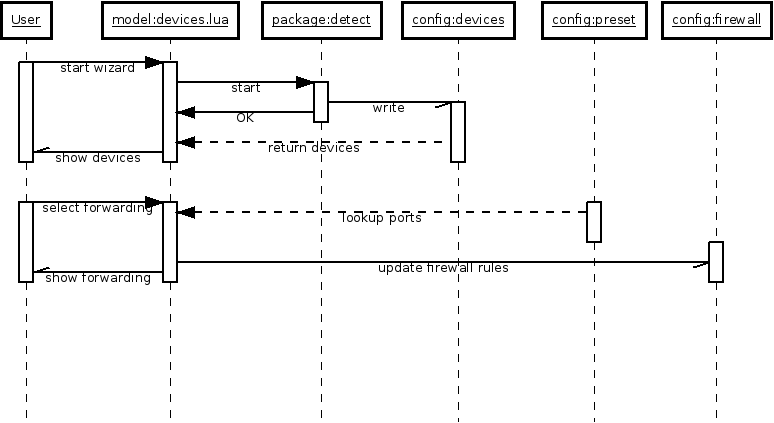 User
model:devices.lua
package:detect
config:devices
config:preset
config:firewall
start wizard
start
write
OK
return devices
show devices
select forwarding
lookup ports
update firewall rules
show forwarding